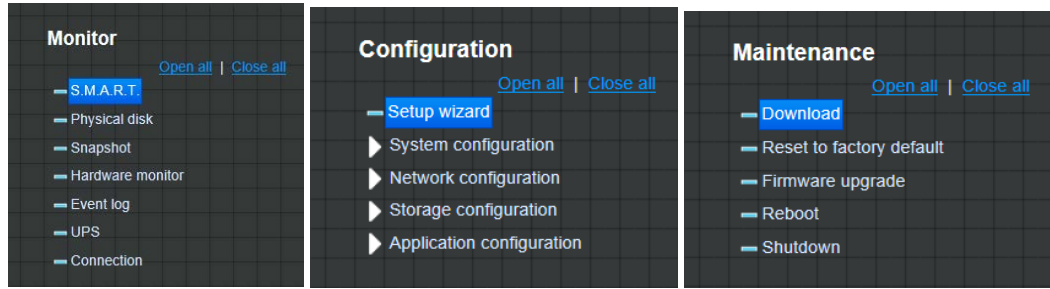 Monitor
Open all | Close all
S.M.A.R.T.
Physical disk
Snapshot
Hardware monitor
Event log
UPS
Connection
Configuration
Open all | Close all
Setup wizard
System configuration
Network configuration
Storage configuration
Application configuration
Maintenance
Open all | Close all
Download
Reset to factory default
Firmware upgrade
Reboot
Shutdown